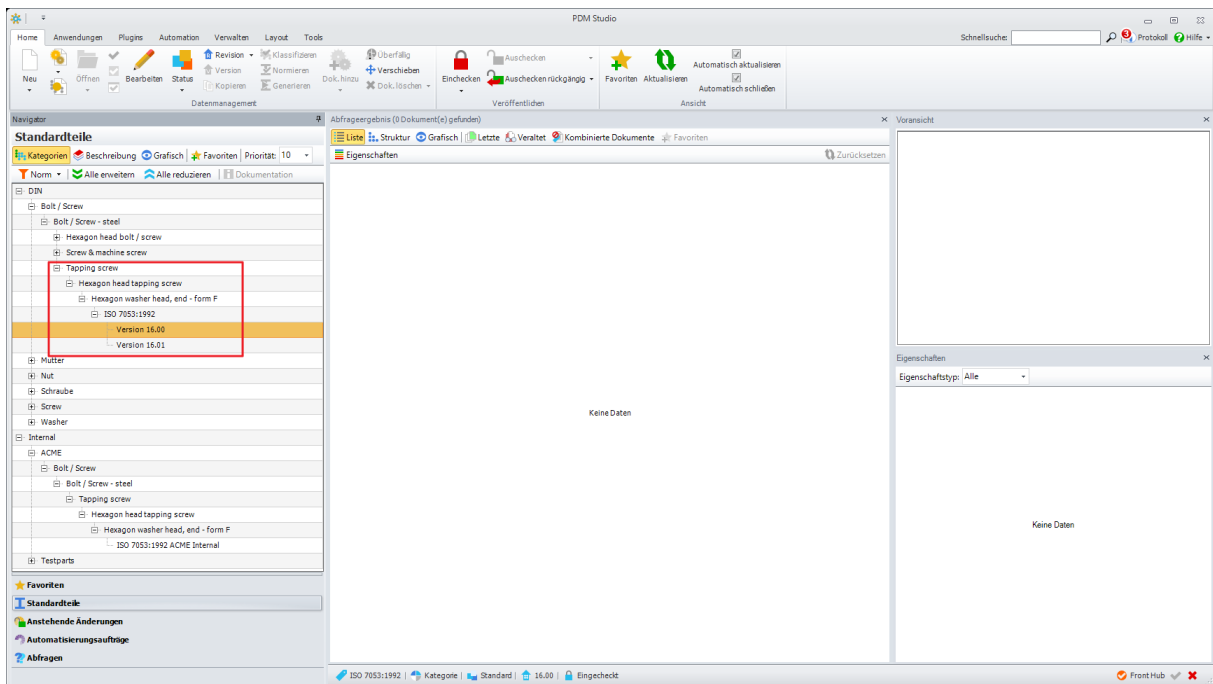 PDM Studio
Home Anwendungen Plugins Automation Verwalten Layout Tools
Schnellsuche: 3 Protokoll Hilfe
Neu Öffnen Bearbeiten Status
Revision Klassifizieren
Version Normieren
Kopieren Generieren
Dok. hinzu
Überfällig
Verschieben
Dok. löschen
Datenmanagement
Einchecken
Auschecken
Auschecken rückgängig
Veröffentlichen
Favoriten Aktualisieren
Automatisch aktualisieren
Automatisch schließen
Ansicht
Navigator
Standardteile
Kategorien Beschreibung Grafisch Favoriten Priorität: 10
Norm Alle erweitern Alle reduzieren Dokumentation
DIN
Bolt / Screw
Bolt / Screw - steel
Hexagon head bolt / screw
Screw & machine screw
Tapping screw
Hexagon head tapping screw
Hexagon washer head, end - form F
ISO 7053:1992
Version 16.00
Version 16.01
Mutter
Nut
Schraube
Screw
Washer
Internal
ACME
Bolt / Screw
Bolt / Screw - steel
Tapping screw
Hexagon head tapping screw
Hexagon washer head, end - form F
ISO 7053:1992 ACME Internal
Testparts
Favoriten
Standardteile
Anstehende Änderungen
Automatisierungsaufträge
Abfragen
Abfrageergebnis (0 Dokument(e) gefunden)
Liste Struktur Grafisch Letzte Veraltet Kombinierte Dokumente Favoriten
Eigenschaften Zurücksetzen
Keine Daten
Voransicht
Eigenschaften
Eigenschaftstyp: Alle
Keine Daten
ISO 7053:1992 | Kategorie | Standard | 16.00 | Eingecheckt
Front Hub